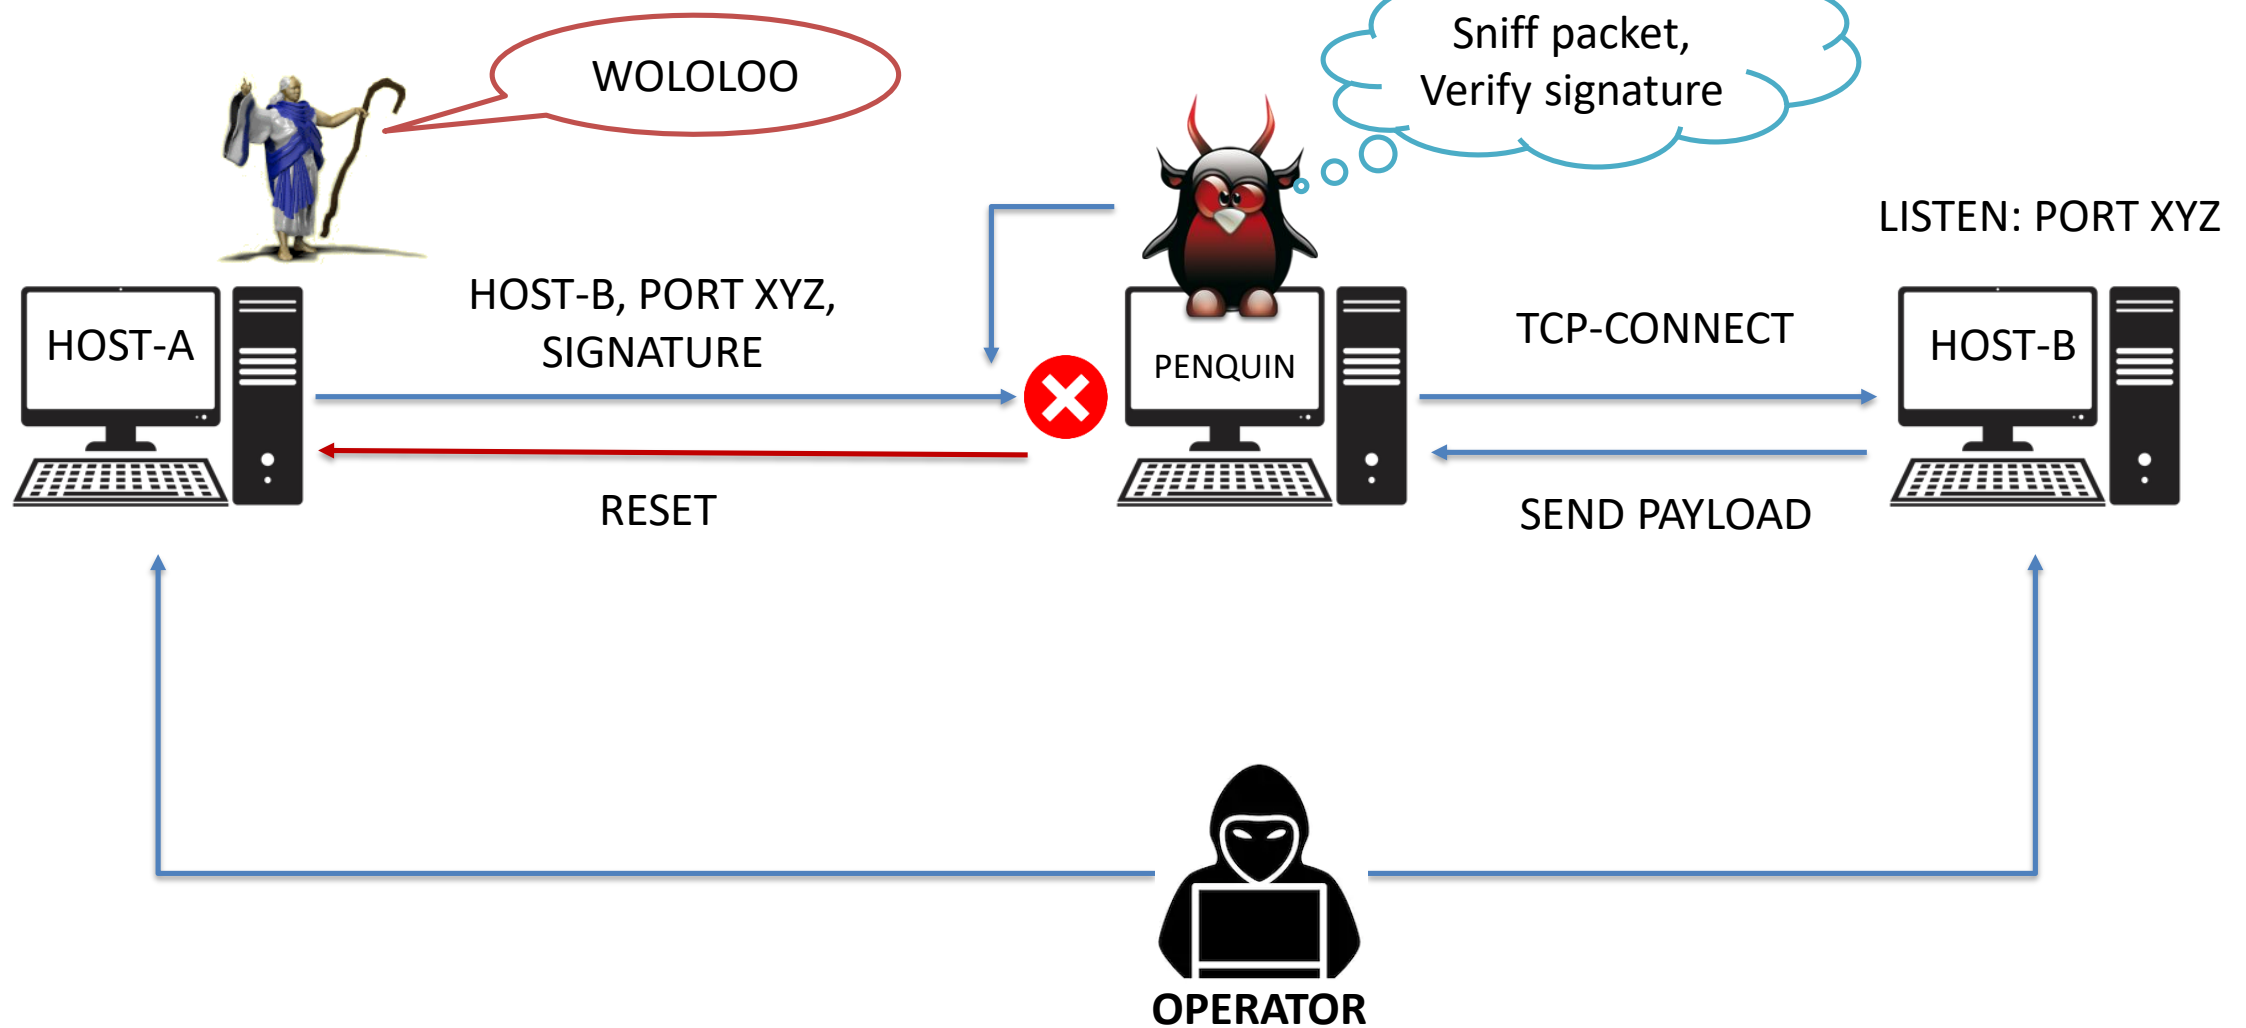 WOLOLOO
Sniff packet,
Verify signature
LISTEN: PORT XYZ
HOST-A
HOST-B, PORT XYZ,
SIGNATURE
RESET
PENQUIN
TCP-CONNECT
SEND PAYLOAD
HOST-B
OPERATOR